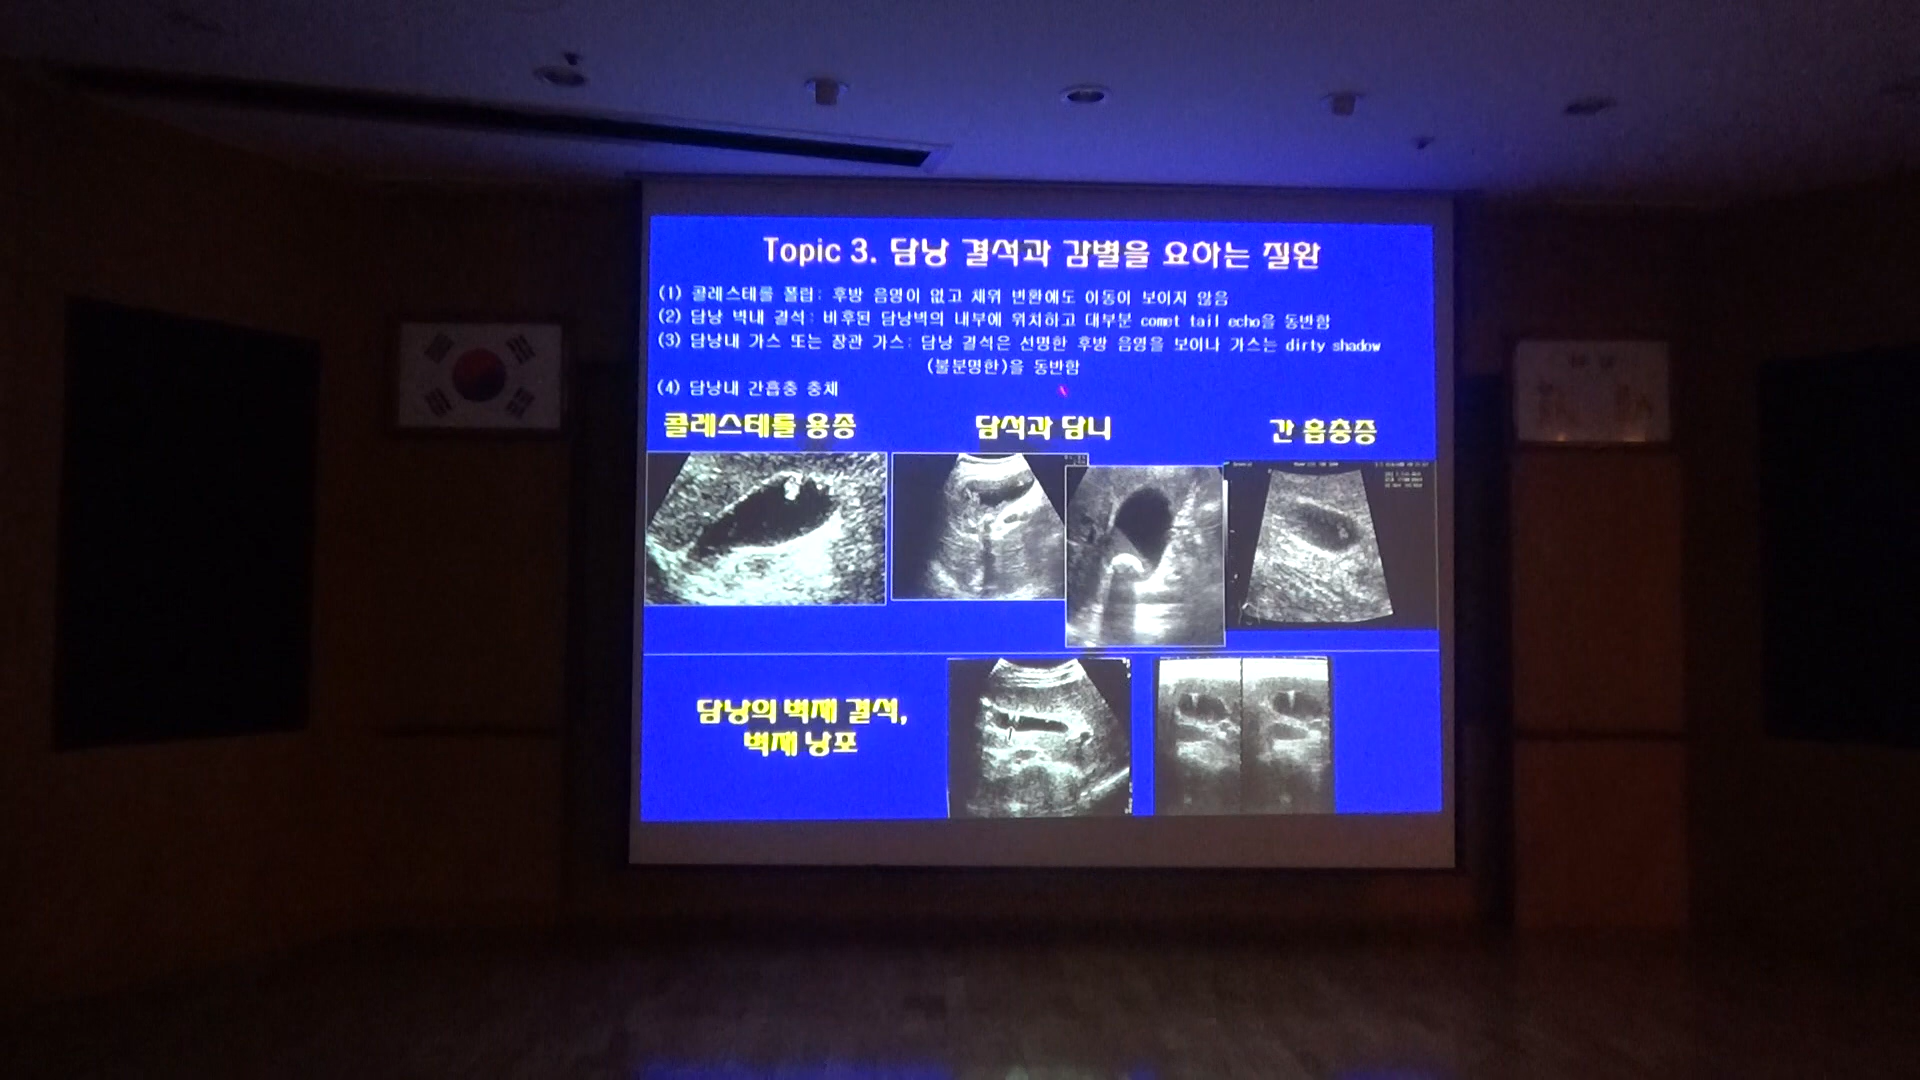 Topic 3. 담낭 결석과 감별을 요하는 질환
(1) 콜레스테롤 폴립: 후방 음영이 없고 체위 변환에도 이동이 보이지 않음
(2) 담낭 벽내 결석: 비후된 담낭벽의 내부에 위치하고 대부분 comet tail echo을 동반함
(3) 담낭내 가스 또는 장관 가스: 담낭 결석은 선명한 후방 음영을 보이나 가스는 dirty shadow
(불분명한)을 동반함
(4) 담낭내 간흡충 충체
콜레스테롤 용종
담석과 담니
간 흡충증
담낭의 벽재 결석,
벽재 낭포